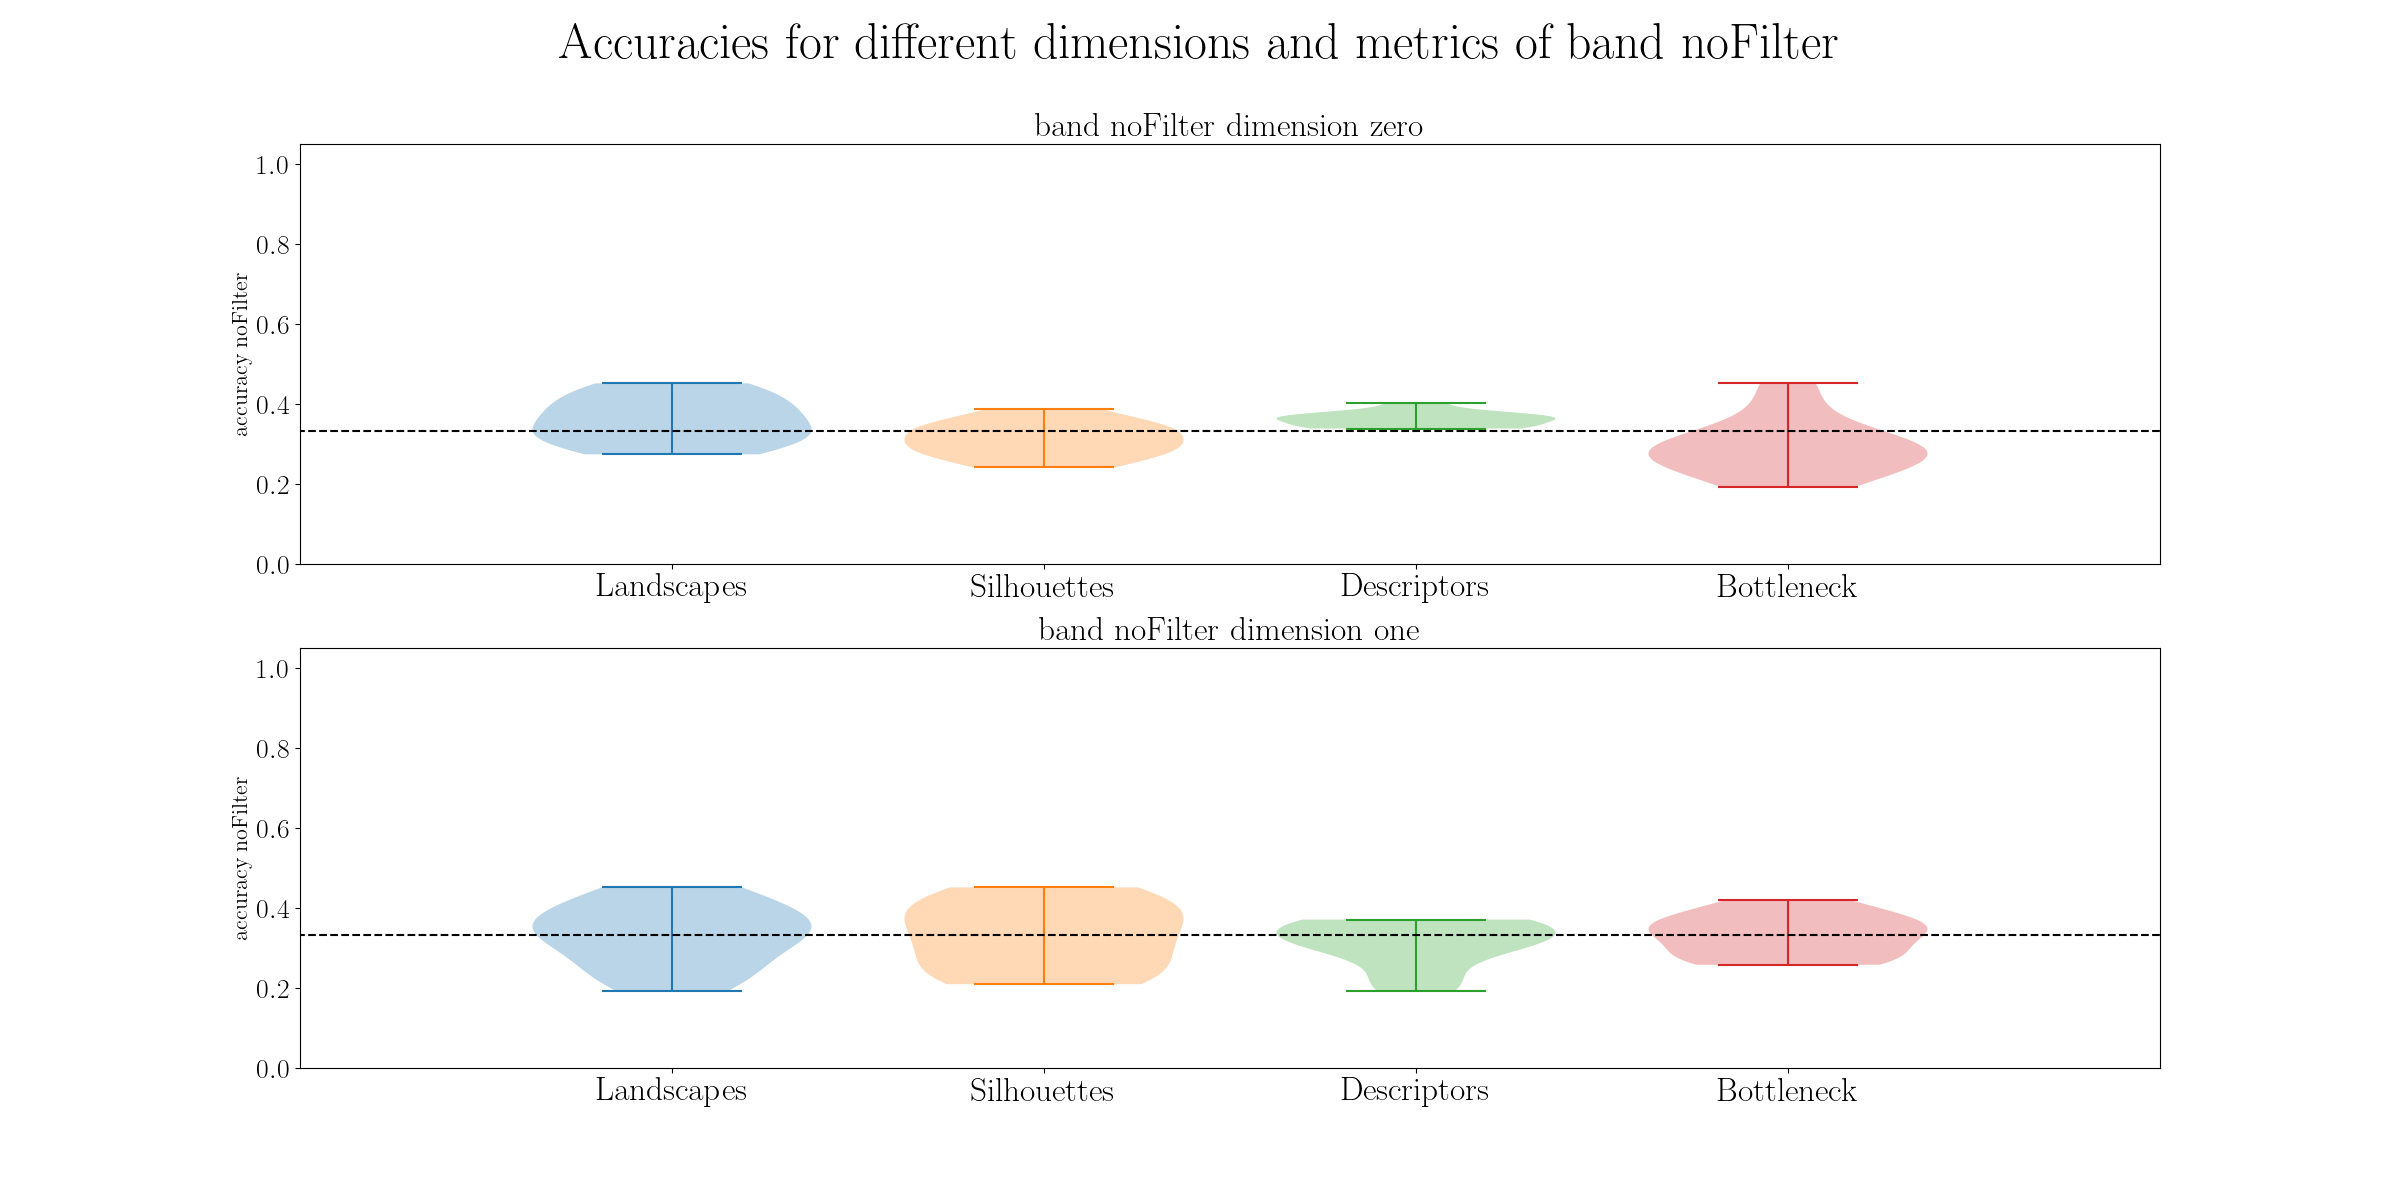 Accuracies for different dimensions and metrics of band noFilter
band noFilter dimension zero
accuracy noFilter
1.0
0.8
0.6
0.4
0.2
0.0
Landscapes Silhouettes Descriptors Bottleneck
band noFilter dimension one
accuracy noFilter
1.0
0.8
0.6
0.4
0.2
0.0
Landscapes Silhouettes Descriptors Bottleneck